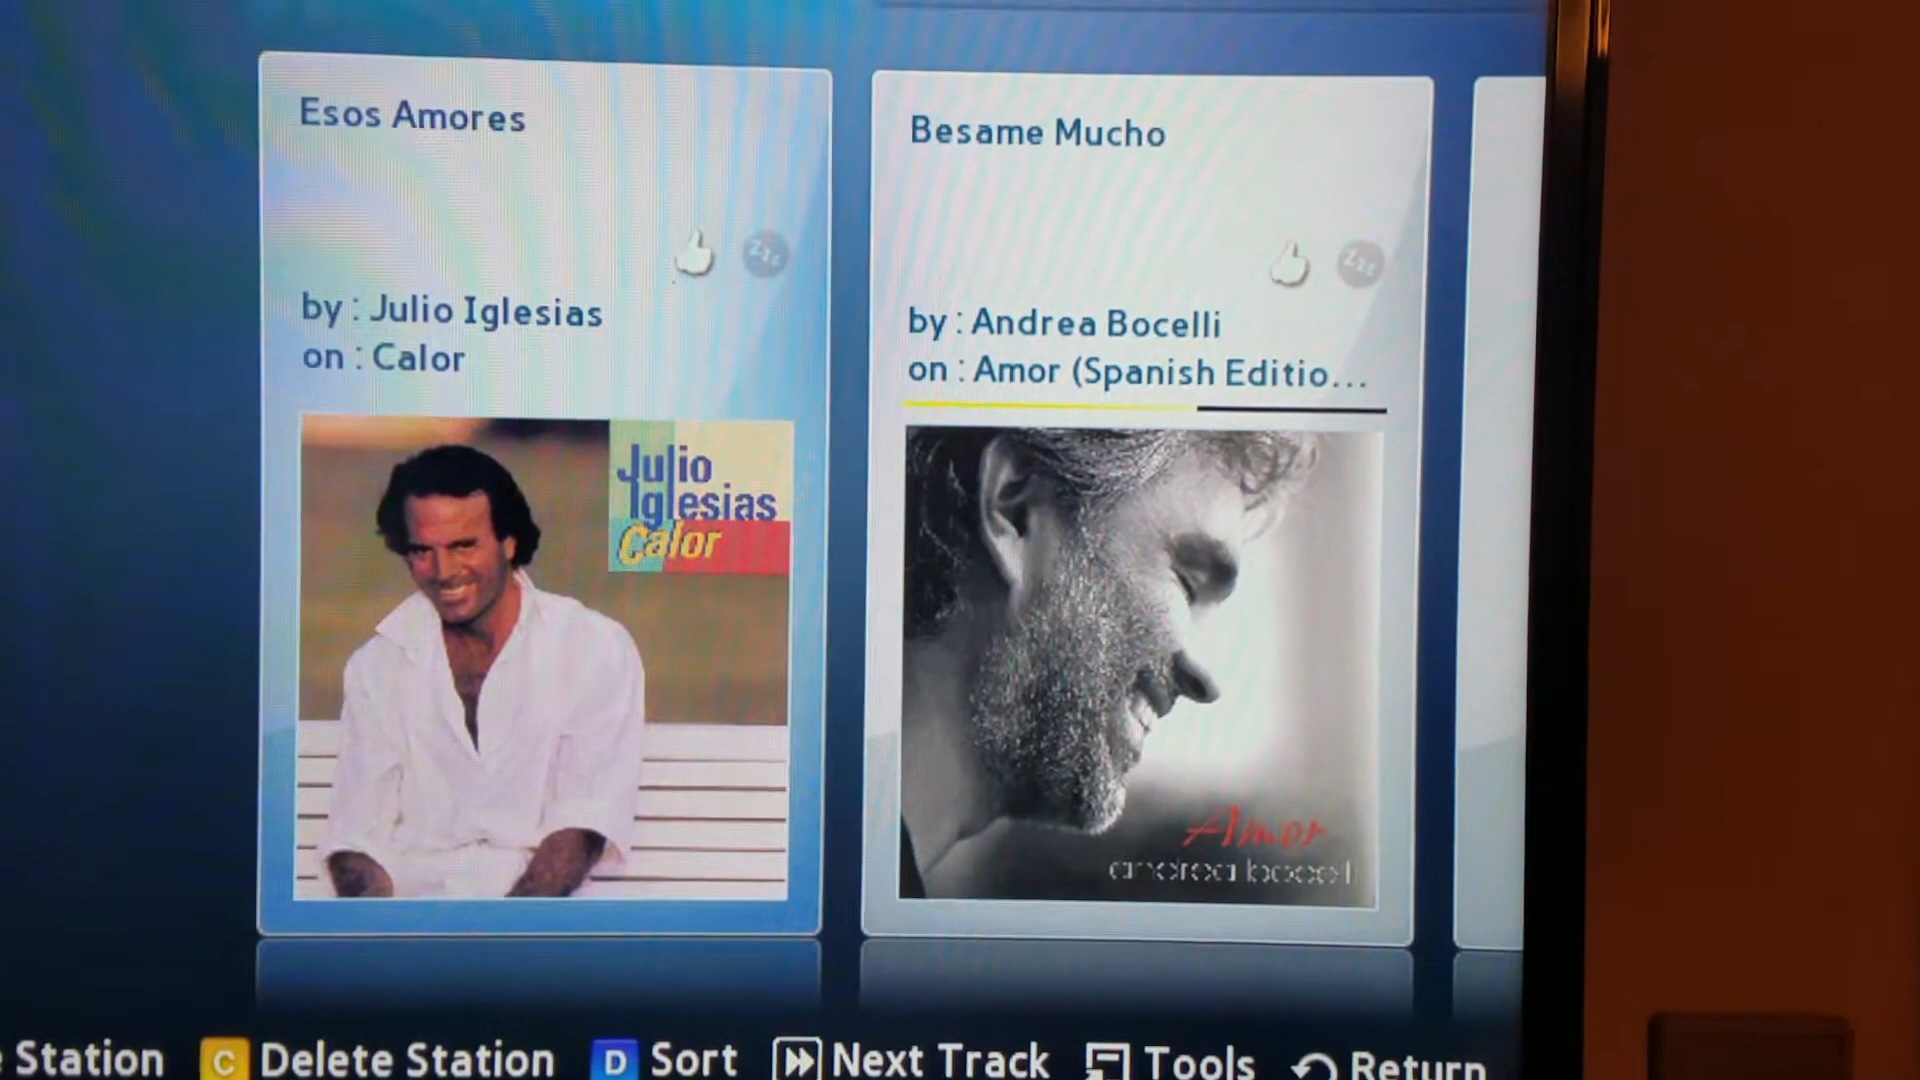 Esos Amores
by : Julio Iglesias
on : Calor
Julio
Iglesias
Calor
Besame Mucho
by : Andrea Bocelli
on : Amor (Spanish Editio...
Amor
andrea bocelli
Station
C Delete Station
D Sort
Next Track
Tools
Return